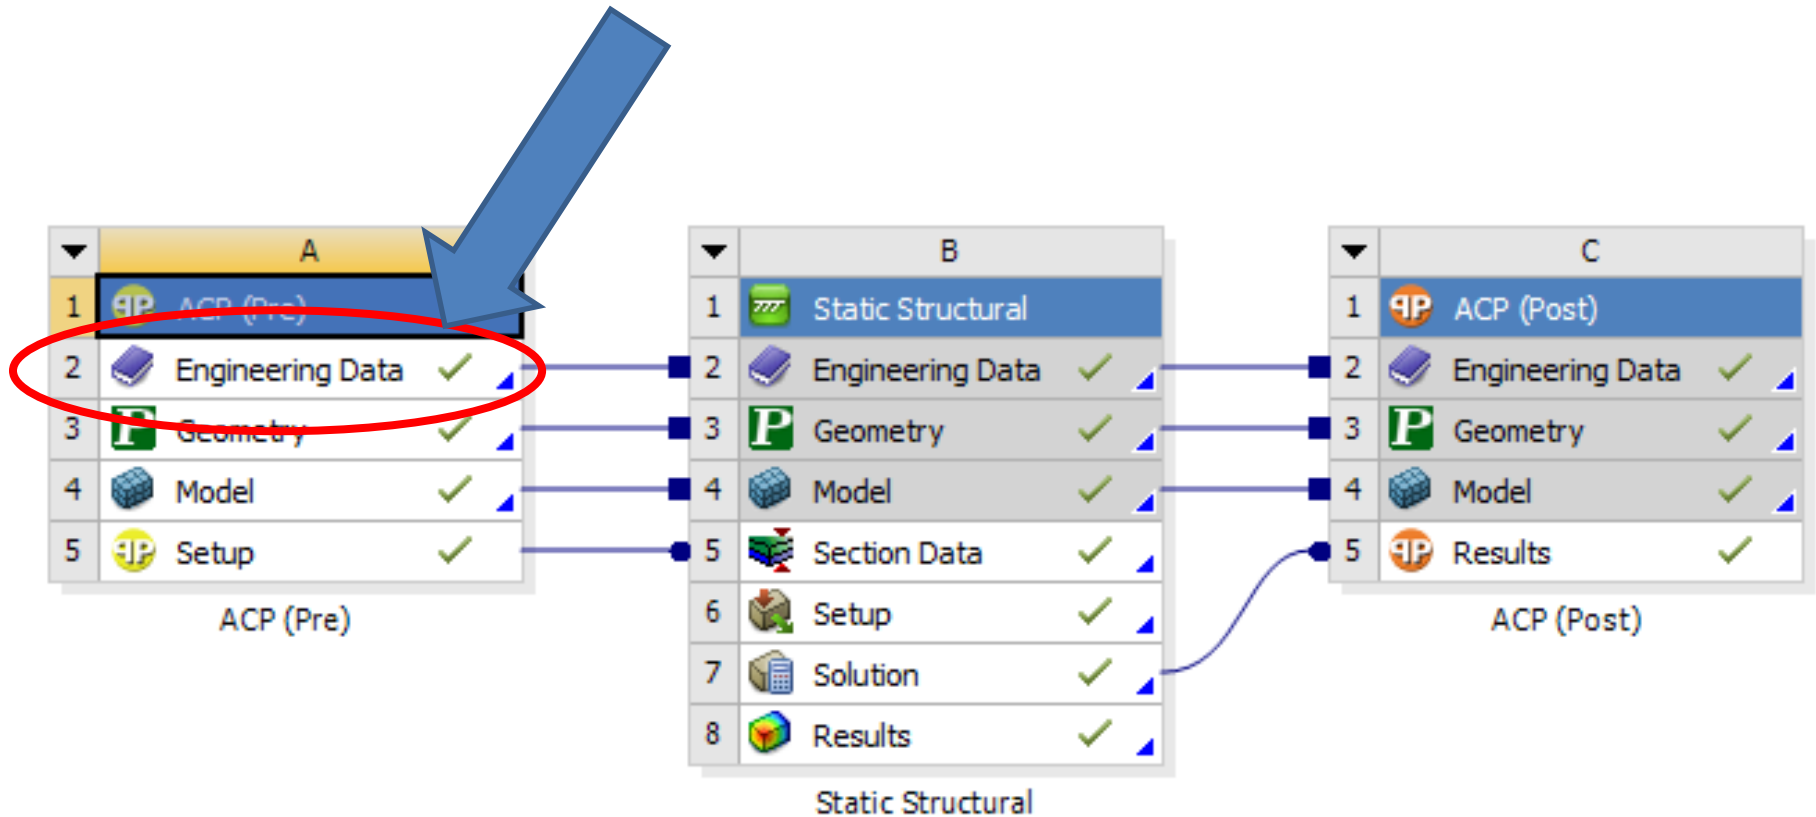 A
1 ACP (Pre)
2 Engineering Data
3 P Geometry
4 Model
5 Setup
ACP (Pre)
B
1 Static Structural
2 Engineering Data
3 P Geometry
4 Model
5 Section Data
6 Setup
7 Solution
8 Results
Static Structural
C
1 ACP (Post)
2 Engineering Data
3 P Geometry
4 Model
5 Results
ACP (Post)